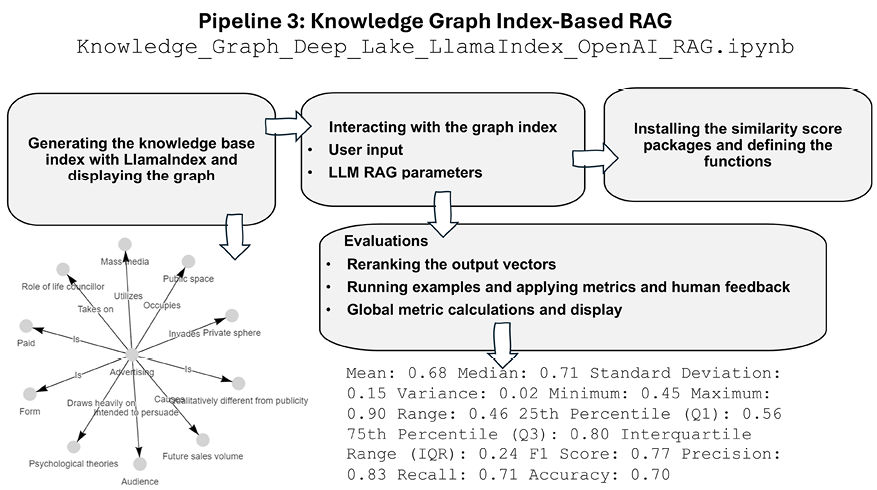 Pipeline 3: Knowledge Graph Index-Based RAG
Knowledge_Graph_Deep_Lake_LlamaIndex_OpenAI_RAG.ipynb
Generating the knowledge base
index with LlamaIndex and
displaying the graph
Interacting with the graph index
• User input
• LLM RAG parameters
Installing the similarity score
packages and defining the
functions
Evaluations
• Reranking the output vectors
• Running examples and applying metrics and human feedback
• Global metric calculations and display
Mass media
Public space
Role of life councillor
Utilizes
Occupies
Takes on
Invades
Private sphere
Paid
Is
Advertising
Is
Is
Form
Draws heavily on
Intended to persuade
Causes
Qualitatively different from publicity
Psychological theories
Future sales volume
Audience
Mean: 0.68 Median: 0.71 Standard Deviation:
0.15 Variance: 0.02 Minimum: 0.45 Maximum:
0.90 Range: 0.46 25th Percentile (Q1): 0.56
75th Percentile (Q3): 0.80 Interquartile
Range (IQR): 0.24 F1 Score: 0.77 Precision:
0.83 Recall: 0.71 Accuracy: 0.70